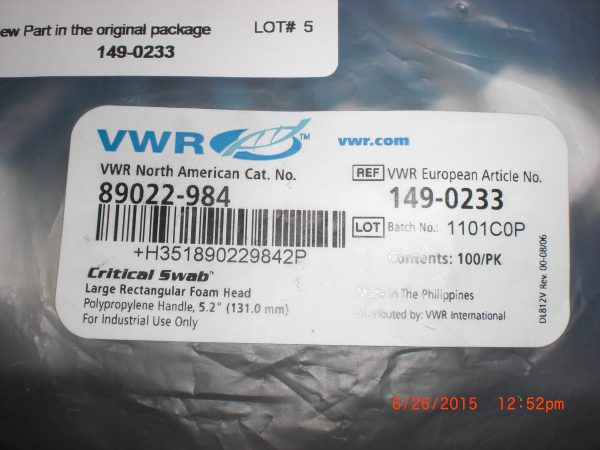 ew Part in the original package LOT# 5
149-0233
VWR™ vwr.com
VWR North American Cat. No.
89022-984
+H351890229842P
REF VWR European Article No.
149-0233
LOT Batch No.: 1101C0P
Contents: 100/PK
Critical Swab™
Large Rectangular Foam Head
Polypropylene Handle, 5.2" (131.0 mm)
For Industrial Use Only
Made in The Philippines
Distributed by: VWR International
DL812V Rev. 00-08/06
6/26/2015 12:52pm